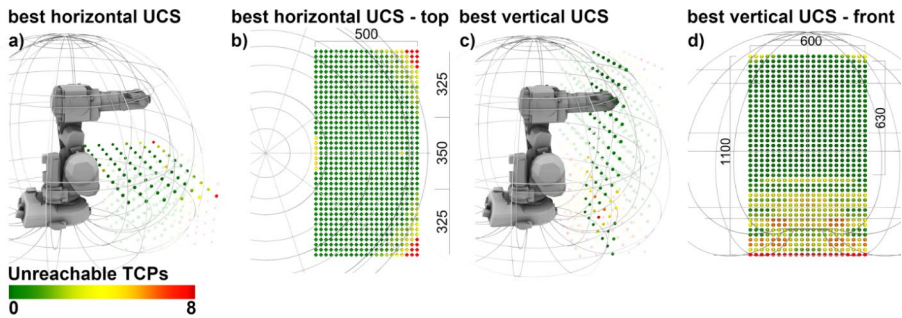 best horizontal UCS
best horizontal UCS - top
best vertical UCS
best vertical UCS - front
a)
b)
c)
d)
500
325
350
325
600
1100
630
Unreachable TCPs
0
8